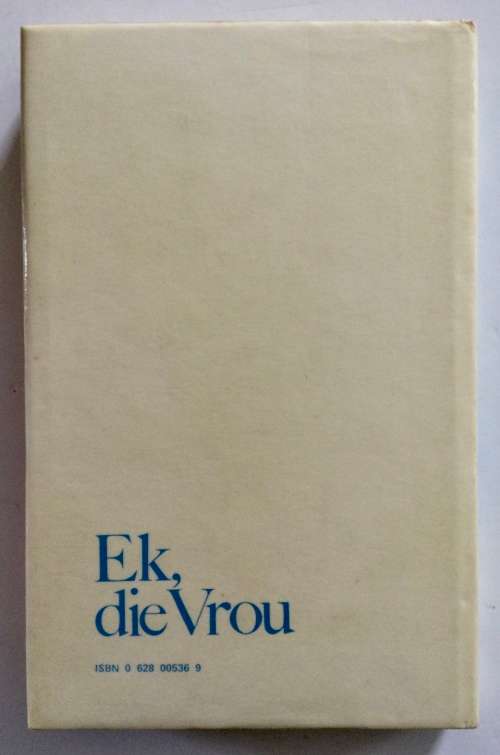 Ek,
die Vrou
ISBN 0 628 00536 9